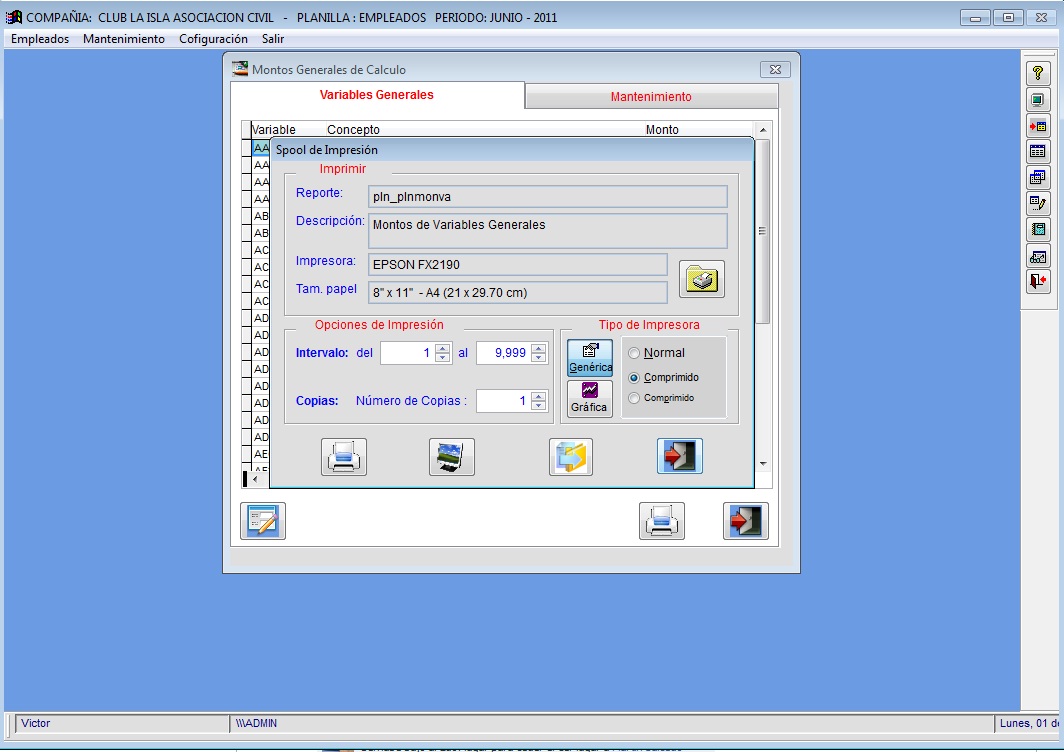 COMPAÑIA: CLUB LA ISLA ASOCIACION CIVIL - PLANILLA : EMPLEADOS PERIODO: JUNIO - 2011
Empleados Mantenimiento Cofiguración Salir
Montos Generales de Calculo
Variables Generales Mantenimiento
Variable Concepto Monto
AA
AA
AA
AA
AB
AB
AC
AC
AC
AC
AD
AD
AD
AD
AD
AD
AD
AD
AE
AF
Spool de Impresión
Imprimir
Reporte: pln_plnmonva
Descripción: Montos de Variables Generales
Impresora: EPSON FX2190
Tam. papel 8" x 11" - A4 (21 x 29.70 cm)
Opciones de Impresión
Intervalo: del 1 al 9,999
Copias: Número de Copias : 1
Tipo de Impresora
Genérica
Gráfica
Normal
Comprimido
Comprimido
Victor \\\ADMIN Lunes, 01 de